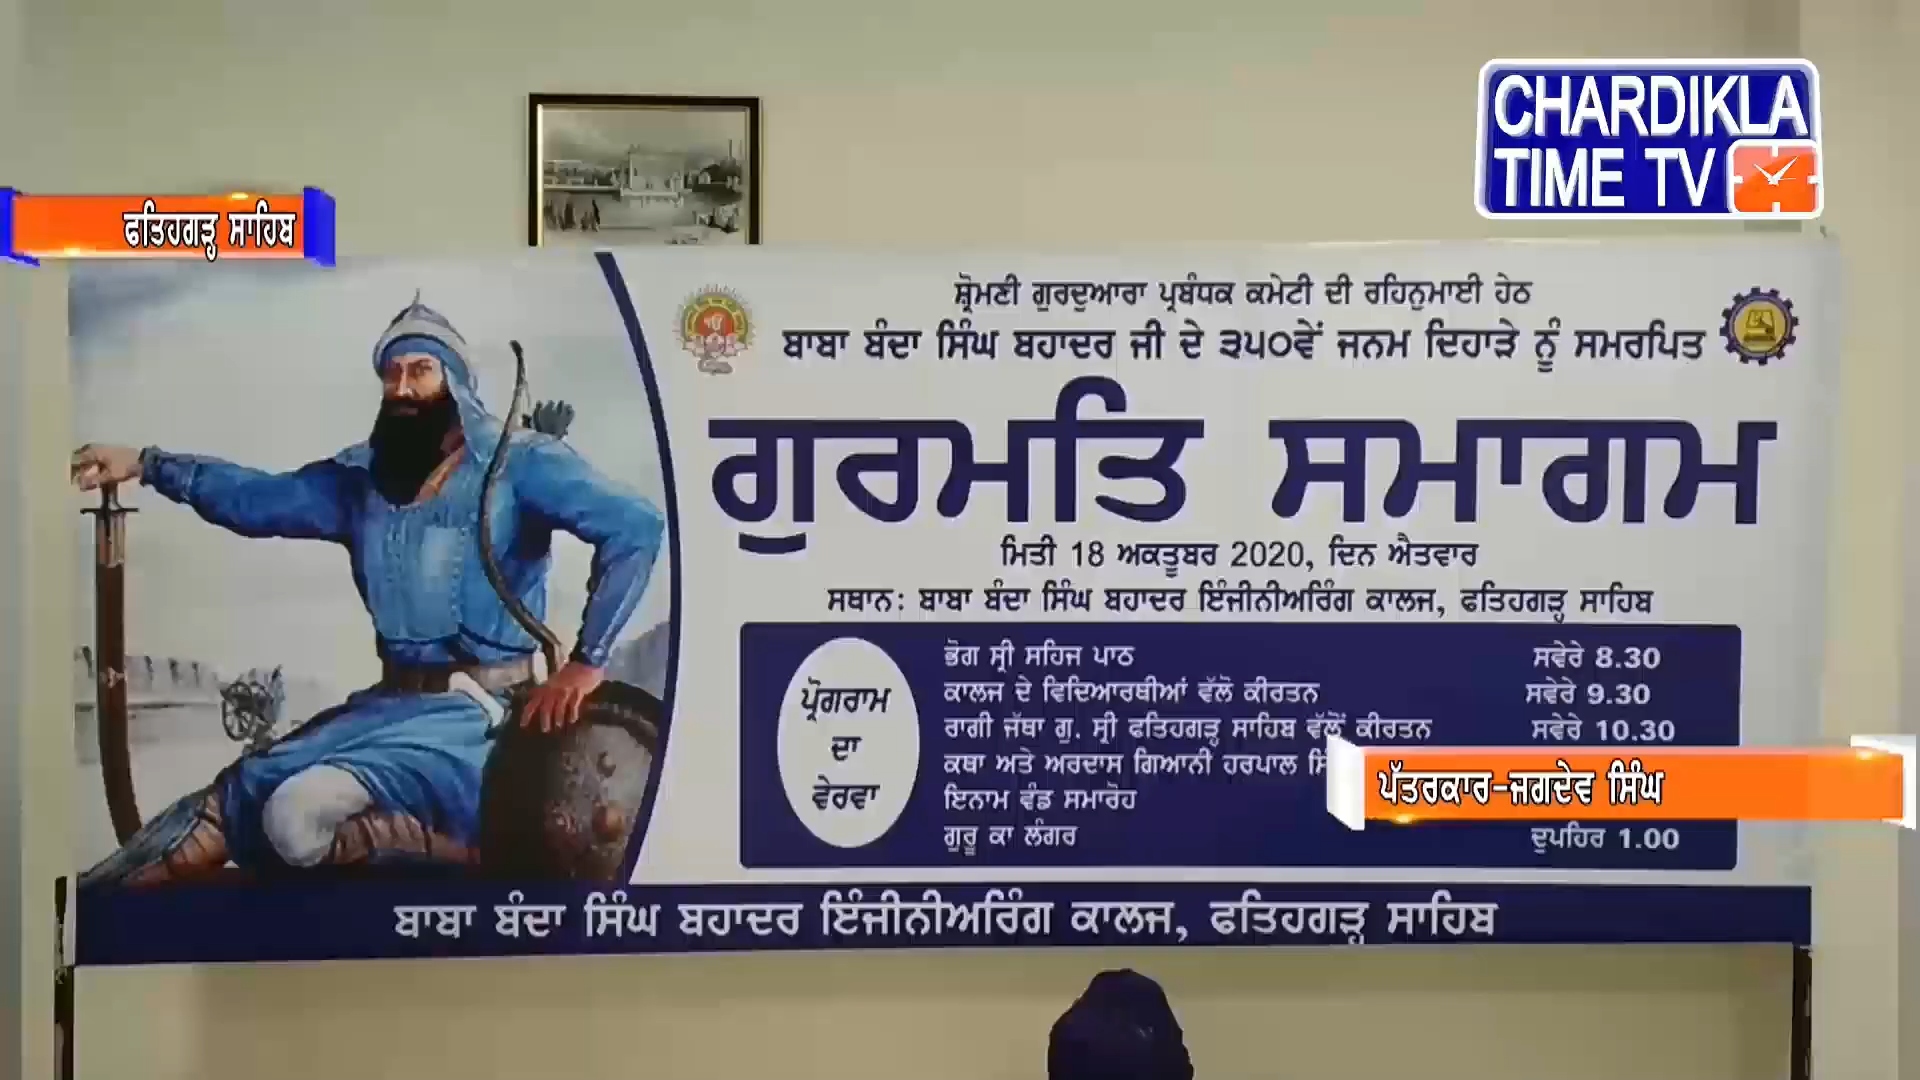 CHARDIKLA
TIME TV
ਫਤਿਹਗੜ੍ਹ ਸਾਹਿਬ
ਸ਼੍ਰੋਮਣੀ ਗੁਰਦੁਆਰਾ ਪ੍ਰਬੰਧਕ ਕਮੇਟੀ ਦੀ ਰਹਿਨੁਮਾਈ ਹੇਠ
ਬਾਬਾ ਬੰਦਾ ਸਿੰਘ ਬਹਾਦਰ ਜੀ ਦੇ ੩੫੦ਵੇਂ ਜਨਮ ਦਿਹਾੜੇ ਨੂੰ ਸਮਰਪਿਤ
ਗੁਰਮਤਿ ਸਮਾਗਮ
ਮਿਤੀ 18 ਅਕਤੂਬਰ 2020, ਦਿਨ ਐਤਵਾਰ
ਸਥਾਨ: ਬਾਬਾ ਬੰਦਾ ਸਿੰਘ ਬਹਾਦਰ ਇੰਜੀਨੀਅਰਿੰਗ ਕਾਲਜ, ਫਤਿਹਗੜ੍ਹ ਸਾਹਿਬ
ਪ੍ਰੋਗਰਾਮ
ਦਾ
ਵੇਰਵਾ
ਭੋਗ ਸ੍ਰੀ ਸਹਿਜ ਪਾਠ ਸਵੇਰੇ 8.30
ਕਾਲਜ ਦੇ ਵਿਦਿਆਰਥੀਆਂ ਵੱਲੋ ਕੀਰਤਨ ਸਵੇਰੇ 9.30
ਰਾਗੀ ਜੱਥਾ ਗੁ. ਸ੍ਰੀ ਫਤਿਹਗੜ੍ਹ ਸਾਹਿਬ ਵੱਲੋਂ ਕੀਰਤਨ ਸਵੇਰੇ 10.30
ਕਥਾ ਅਤੇ ਅਰਦਾਸ ਗਿਆਨੀ ਹਰਪਾਲ
ਇਨਾਮ ਵੰਡ ਸਮਾਰੋਹ
ਗੁਰੂ ਕਾ ਲੰਗਰ ਦੁਪਹਿਰ 1.00
ਪੱਤਰਕਾਰ-ਜਗਦੇਵ ਸਿੰਘ
ਬਾਬਾ ਬੰਦਾ ਸਿੰਘ ਬਹਾਦਰ ਇੰਜੀਨੀਅਰਿੰਗ ਕਾਲਜ, ਫਤਿਹਗੜ੍ਹ ਸਾਹਿਬ